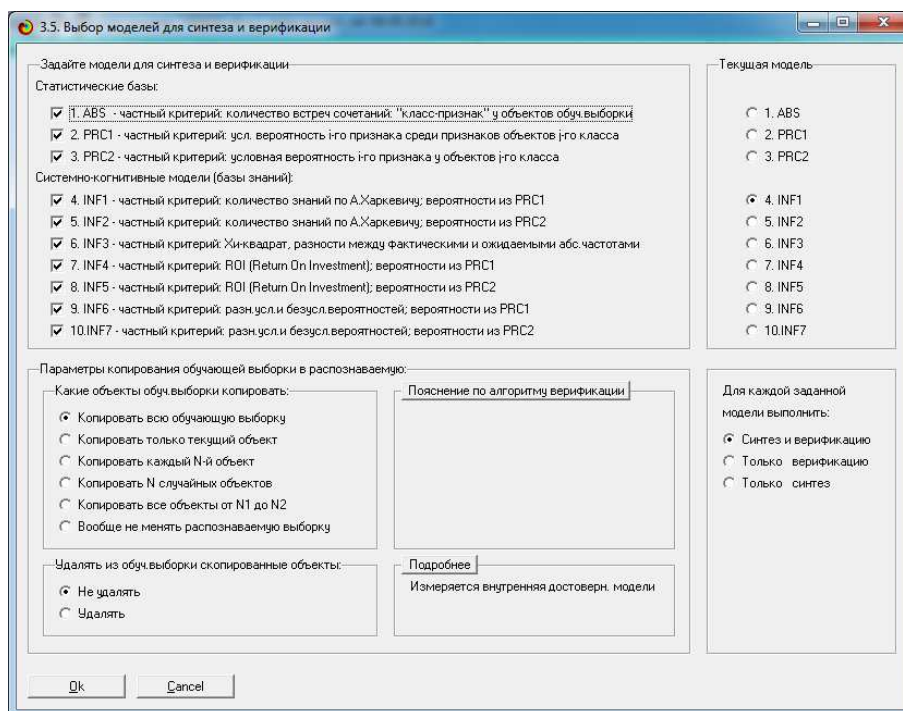 3.5. Выбор моделей для синтеза и верификации
Задайте модели для синтеза и верификации
Статистические базы:
1. ABS - частный критерий: количество встреч сочетаний: "класс-признак" у объектов обуч.выборки
2. PRC1 - частный критерий: усл. вероятность i-го признака среди признаков объектов j-го класса
3. PRC2 - частный критерий: условная вероятность i-го признака у объектов j-го класса
Системно-когнитивные модели (базы знаний):
4. INF1 - частный критерий: количество знаний по А.Харкевичу; вероятности из PRC1
5. INF2 - частный критерий: количество знаний по А.Харкевичу; вероятности из PRC2
6. INF3 - частный критерий: Хи-квадрат, разности между фактическими и ожидаемыми абс.частотами
7. INF4 - частный критерий: ROI (Return On Investment); вероятности из PRC1
8. INF5 - частный критерий: ROI (Return On Investment); вероятности из PRC2
9. INF6 - частный критерий: разн.усл.и безусл.вероятностей; вероятности из PRC1
10.INF7 - частный критерий: разн.усл.и безусл.вероятностей; вероятности из PRC2
Текущая модель
1. ABS
2. PRC1
3. PRC2
4. INF1
5. INF2
6. INF3
7. INF4
8. INF5
9. INF6
10.INF7
Параметры копирования обучающей выборки в распознаваемую:
Какие объекты обуч.выборки копировать:
Копировать всю обучающую выборку
Копировать только текущий объект
Копировать каждый N-й объект
Копировать N случайных объектов
Копировать все объекты от N1 до N2
Вообще не менять распознаваемую выборку
Пояснение по алгоритму верификации
Удалять из обуч.выборки скопированные объекты:
Не удалять
Удалять
Подробнее
Измеряется внутренняя достоверн. модели
Для каждой заданной
модели выполнить:
Синтез и верификацию
Только верификацию
Только синтез
Ok
Cancel